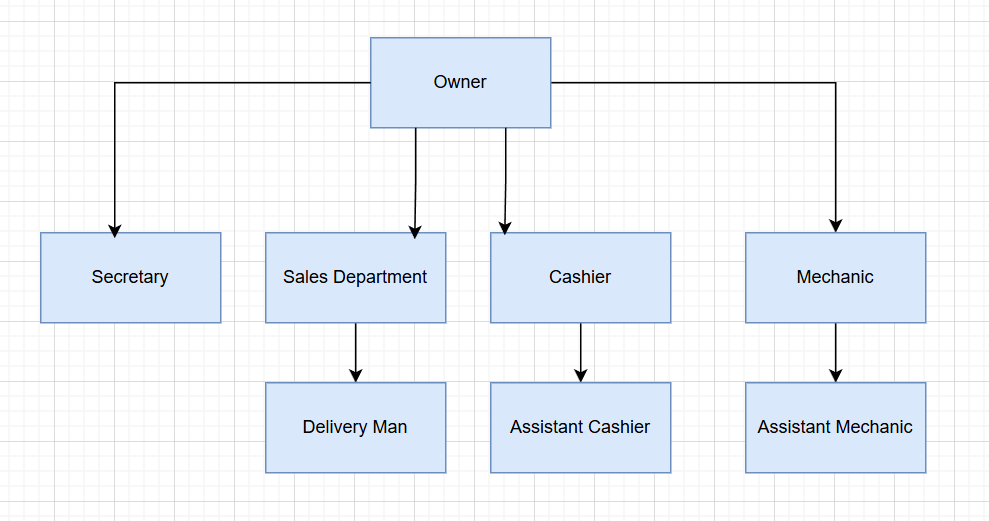 Owner
Secretary
Sales Department
Cashier
Mechanic
Delivery Man
Assistant Cashier
Assistant Mechanic